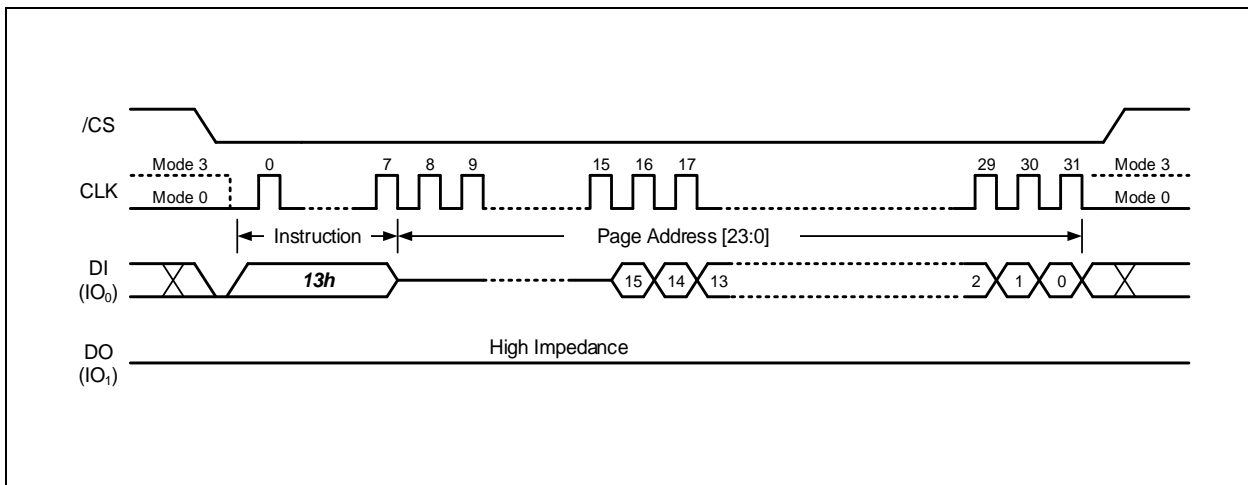 /CS
Mode 3 0 7 8 9 15 16 17 29 30 31 Mode 3
CLK
Mode 0 Mode 0
Instruction Page Address [23:0]
DI
(IO₀)
13h 15 14 13 2 1 0
DO
(IO₁)
High Impedance